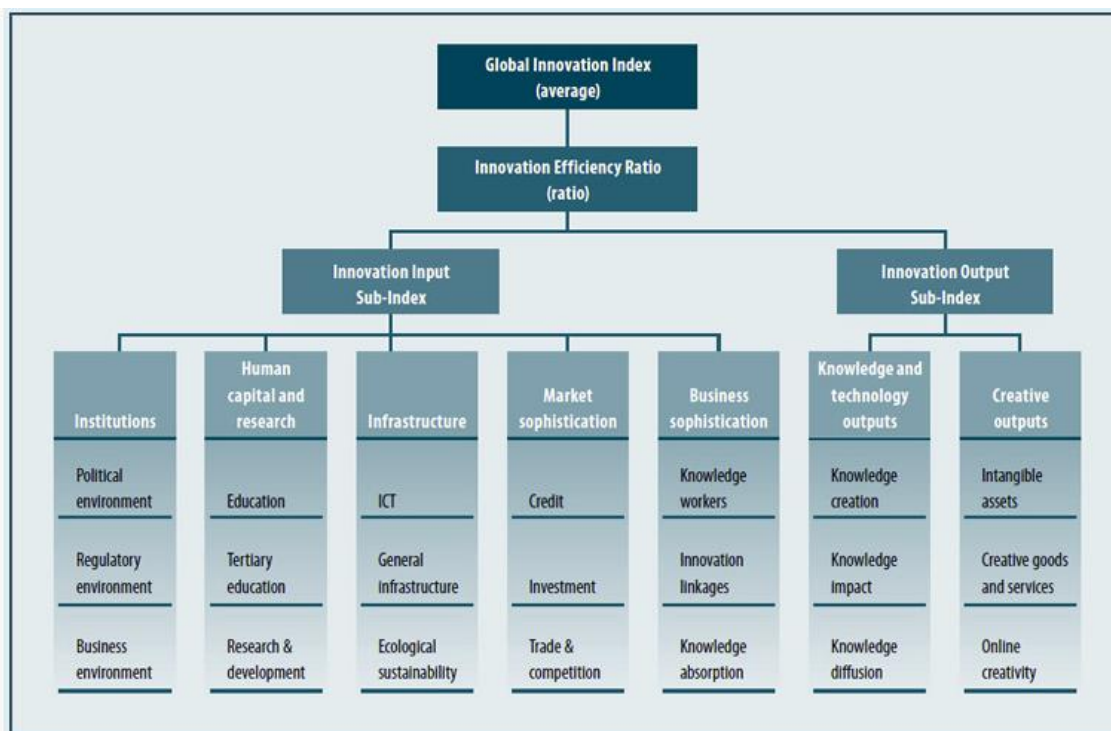 Global Innovation Index
(average)
Innovation Efficiency Ratio
(ratio)
Innovation Input
Sub-Index
Innovation Output
Sub-Index
Institutions
Human
capital and
research
Infrastructure
Market
sophistication
Business
sophistication
Knowledge and
technology
outputs
Creative
outputs
Political
environment
Education
ICT
Credit
Knowledge
workers
Knowledge
creation
Intangible
assets
Regulatory
environment
Tertiary
education
General
infrastructure
Investment
Innovation
linkages
Knowledge
impact
Creative goods
and services
Business
environment
Research &
development
Ecological
sustainability
Trade &
competition
Knowledge
absorption
Knowledge
diffusion
Online
creativity